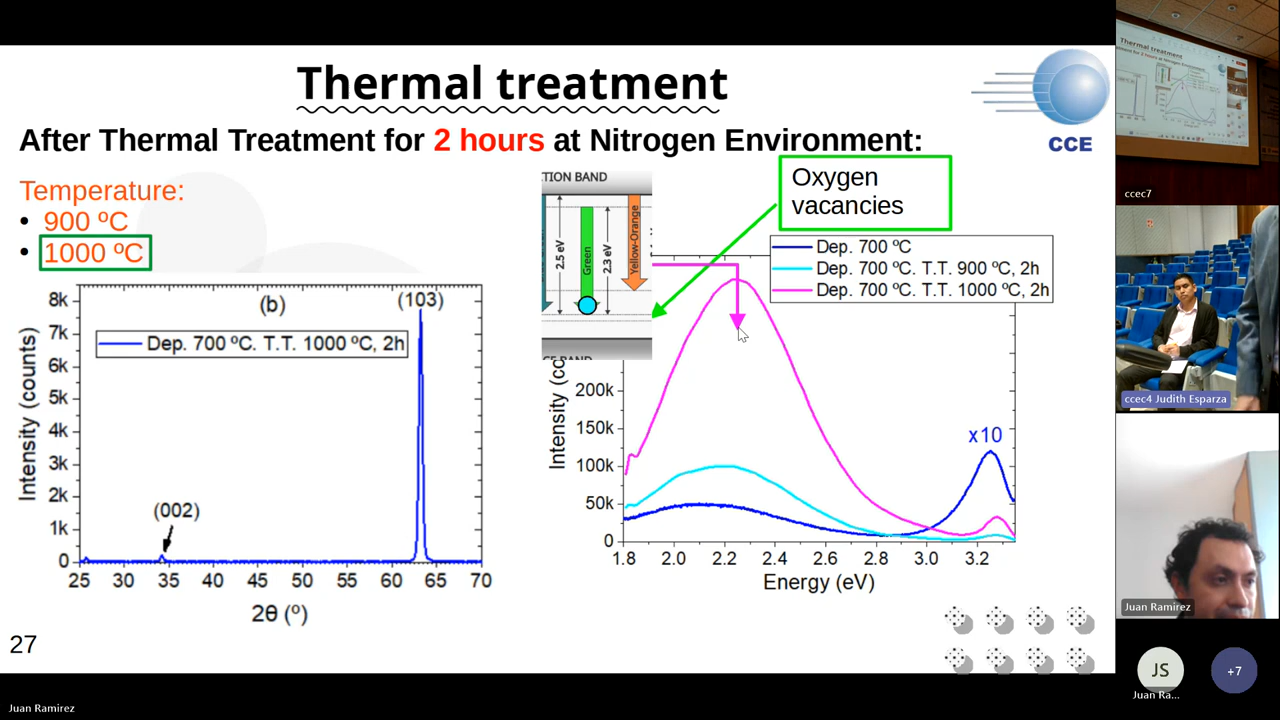 Thermal treatment
CCE
After Thermal Treatment for 2 hours at Nitrogen Environment:
Temperature:
• 900 ºC
• 1000 ºC
Oxygen
vacancies
TION BAND
2.5 eV
Green
2.3 eV
Yellow-Orange
CE BAND
Dep. 700 ºC
Dep. 700 ºC. T.T. 900 ºC, 2h
Dep. 700 ºC. T.T. 1000 ºC, 2h
(b)
(103)
Dep. 700 ºC. T.T. 1000 ºC, 2h
(002)
8k
7k
6k
5k
4k
3k
2k
1k
0
Intensity (counts)
25 30 35 40 45 50 55 60 65 70
2θ (º)
Intensity (cc
200k
150k
100k
50k
0
x10
1.8 2.0 2.2 2.4 2.6 2.8 3.0 3.2
Energy (eV)
27
Thermal treatment
ccec7
ccec4 Judith Esparza
Juan Ramirez
JS
Juan Ra...
+7
Juan Ramirez